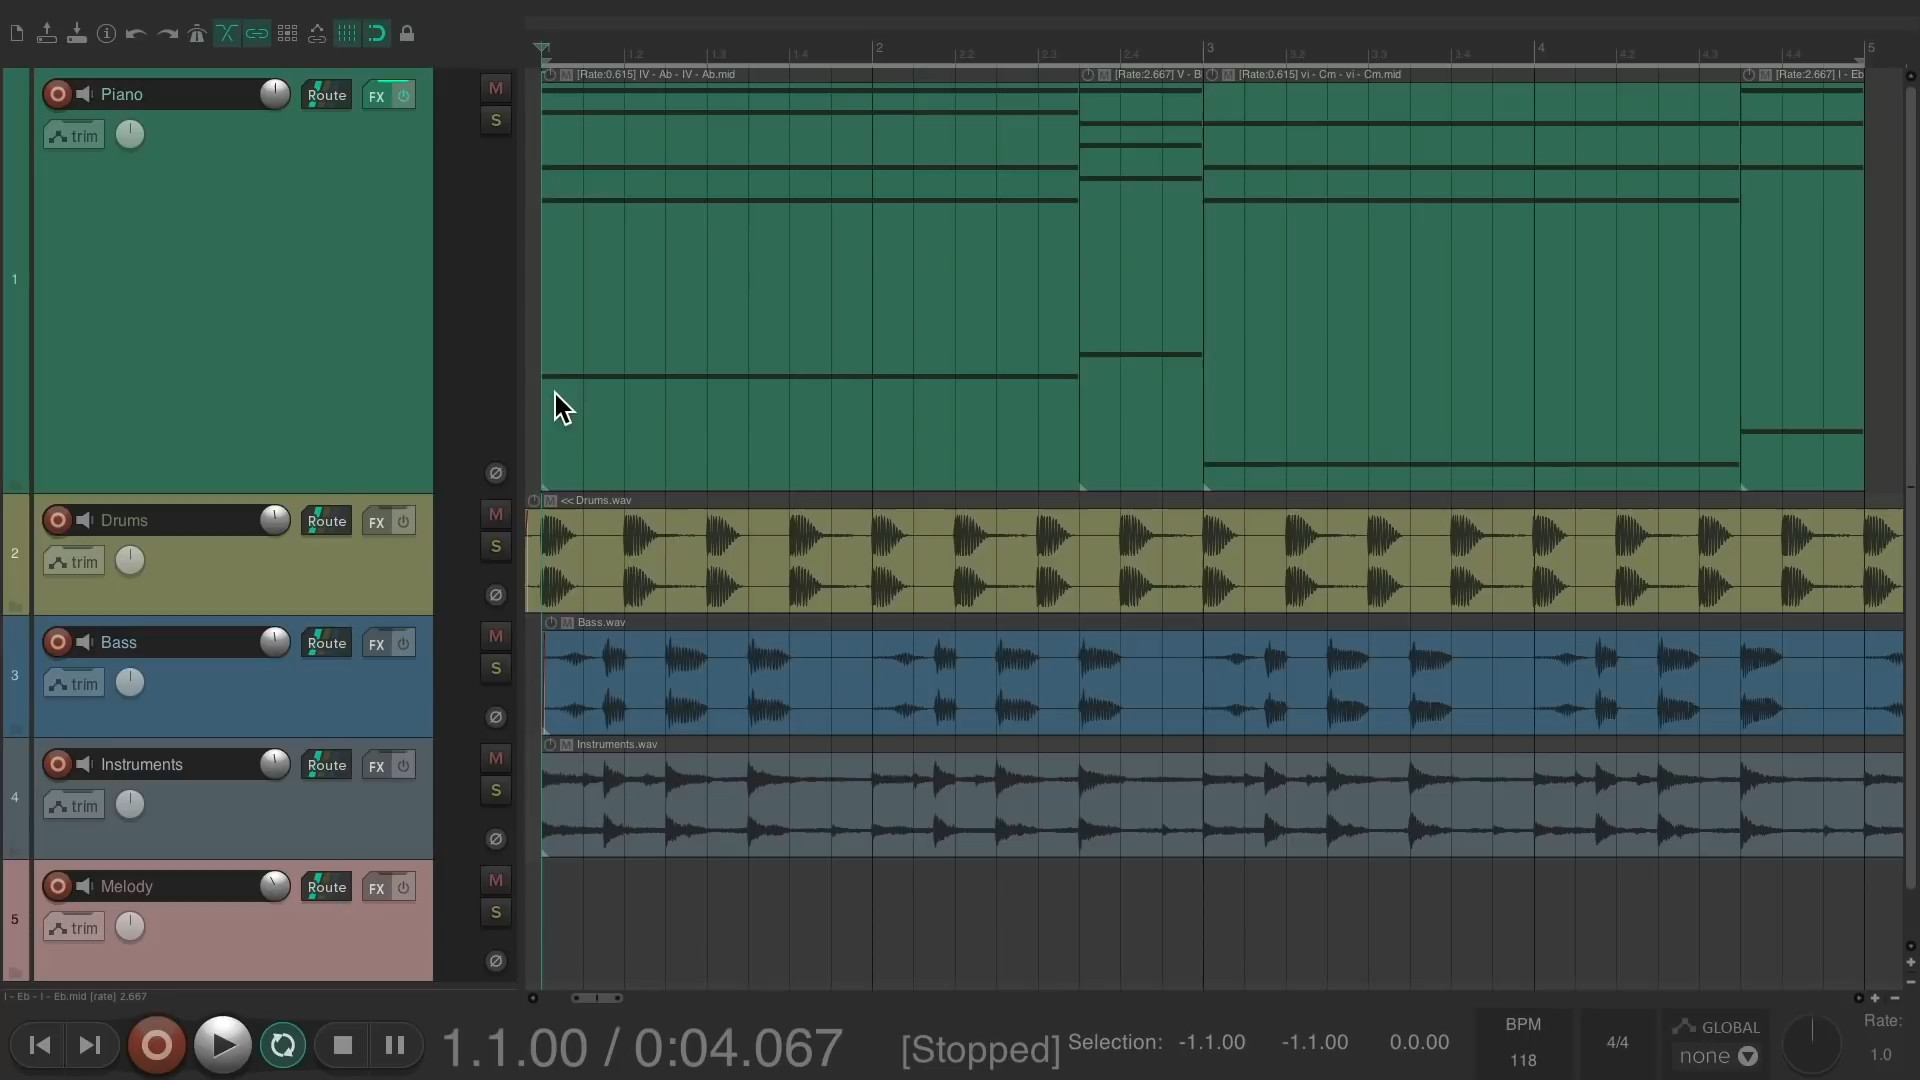 1 2 3 4 5
1.2 1.3 1.4 2.2 2.3 2.4 3.2 3.3 3.4 4.2 4.3 4.4
M [Rate:0.615] IV - Ab - IV - Ab.mid
M [Rate:2.667] V - B
M [Rate:0.615] vi - Cm - vi - Cm.mid
M [Rate:2.667] I - Eb
1
Piano
Route
FX
M
trim
S
Ø
M << Drums.wav
2
Drums
Route
FX
M
trim
S
Ø
M Bass.wav
3
Bass
Route
FX
M
trim
S
Ø
M Instruments.wav
4
Instruments
Route
FX
M
trim
S
Ø
5
Melody
Route
FX
M
trim
S
Ø
I - Eb - I - Eb.mid [rate] 2.667
1.1.00 / 0:04.067
[Stopped]
Selection: -1.1.00 -1.1.00 0.0.00
BPM
118
4/4
GLOBAL
none
Rate:
1.0